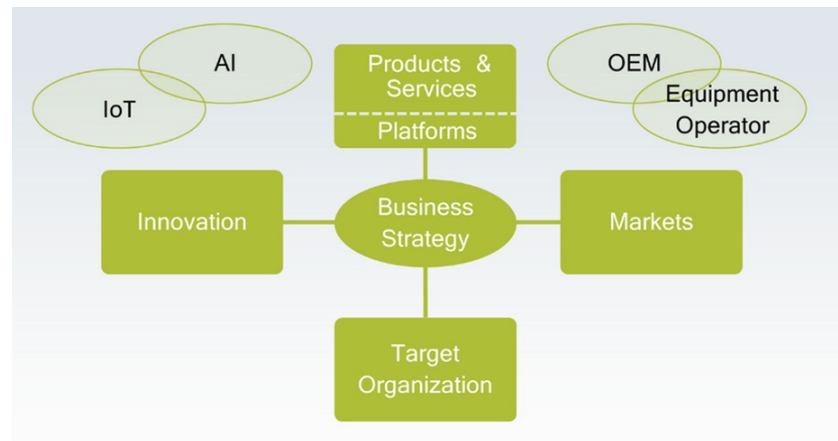 AI
IoT
Products & Services
Platforms
OEM
Equipment
Operator
Innovation
Business
Strategy
Markets
Target
Organization